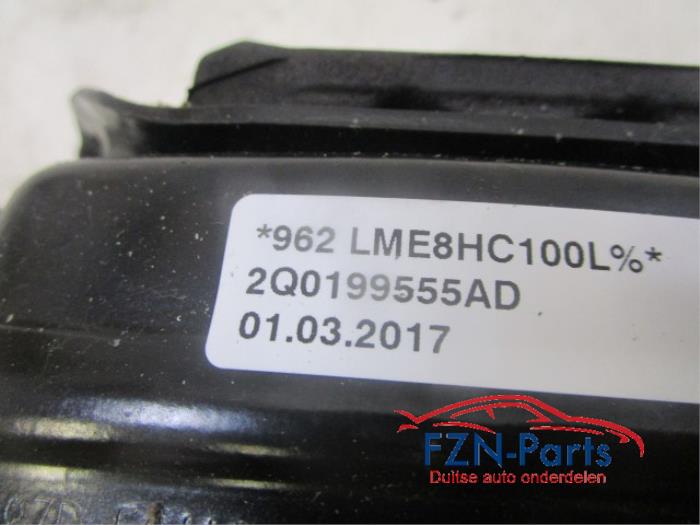 *962 LME8HC100L%*
2Q0199555AD
01.03.2017
FZN-Parts
Duitse auto onderdelen